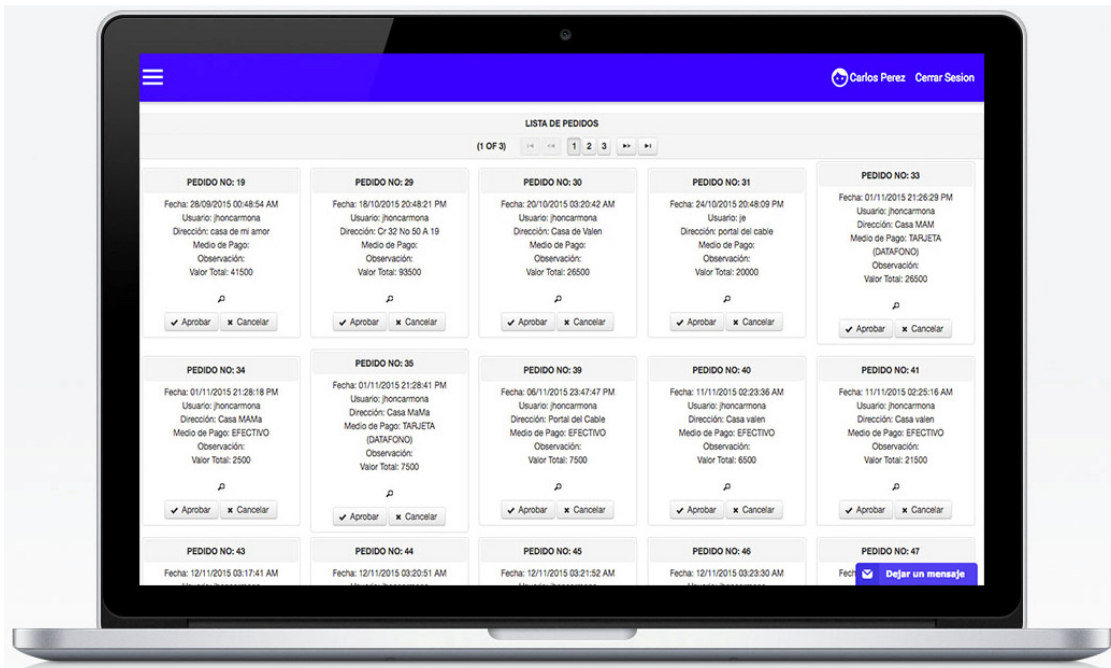 Carlos Perez Cerrar Sesion
LISTA DE PEDIDOS
(1 OF 3) 1 2 3
PEDIDO NO: 19
Fecha: 28/09/2015 00:48:54 AM
Usuario: jhoncarmona
Dirección: casa de mi amor
Medio de Pago:
Observación:
Valor Total: 41500
Aprobar Cancelar
PEDIDO NO: 29
Fecha: 18/10/2015 20:48:21 PM
Usuario: jhoncarmona
Dirección: Cr 32 No 50 A 19
Medio de Pago:
Observación:
Valor Total: 93500
Aprobar Cancelar
PEDIDO NO: 30
Fecha: 20/10/2015 03:20:42 AM
Usuario: jhoncarmona
Dirección: Casa de Valen
Medio de Pago:
Observación:
Valor Total: 26500
Aprobar Cancelar
PEDIDO NO: 31
Fecha: 24/10/2015 20:48:09 PM
Usuario: je
Dirección: portal del cable
Medio de Pago:
Observación:
Valor Total: 20000
Aprobar Cancelar
PEDIDO NO: 33
Fecha: 01/11/2015 21:26:29 PM
Usuario: jhoncarmona
Dirección: Casa MAM
Medio de Pago: TARJETA
(DATAFONO)
Observación:
Valor Total: 26500
Aprobar Cancelar
PEDIDO NO: 34
Fecha: 01/11/2015 21:28:18 PM
Usuario: jhoncarmona
Dirección: Casa MAMa
Medio de Pago: EFECTIVO
Observación:
Valor Total: 2500
Aprobar Cancelar
PEDIDO NO: 35
Fecha: 01/11/2015 21:28:41 PM
Usuario: jhoncarmona
Dirección: Casa MaMa
Medio de Pago: TARJETA
(DATAFONO)
Observación:
Valor Total: 7500
Aprobar Cancelar
PEDIDO NO: 39
Fecha: 06/11/2015 23:47:47 PM
Usuario: jhoncarmona
Dirección: Portal del Cable
Medio de Pago: EFECTIVO
Observación:
Valor Total: 7500
Aprobar Cancelar
PEDIDO NO: 40
Fecha: 11/11/2015 02:23:36 AM
Usuario: jhoncarmona
Dirección: Casa valen
Medio de Pago: EFECTIVO
Observación:
Valor Total: 6500
Aprobar Cancelar
PEDIDO NO: 41
Fecha: 11/11/2015 02:25:16 AM
Usuario: jhoncarmona
Dirección: Casa valen
Medio de Pago: EFECTIVO
Observación:
Valor Total: 21500
Aprobar Cancelar
PEDIDO NO: 43
Fecha: 12/11/2015 03:17:41 AM
PEDIDO NO: 44
Fecha: 12/11/2015 03:20:51 AM
PEDIDO NO: 45
Fecha: 12/11/2015 03:21:52 AM
PEDIDO NO: 46
Fecha: 12/11/2015 03:23:30 AM
PEDIDO NO: 47
Fech
Dejar un mensaje